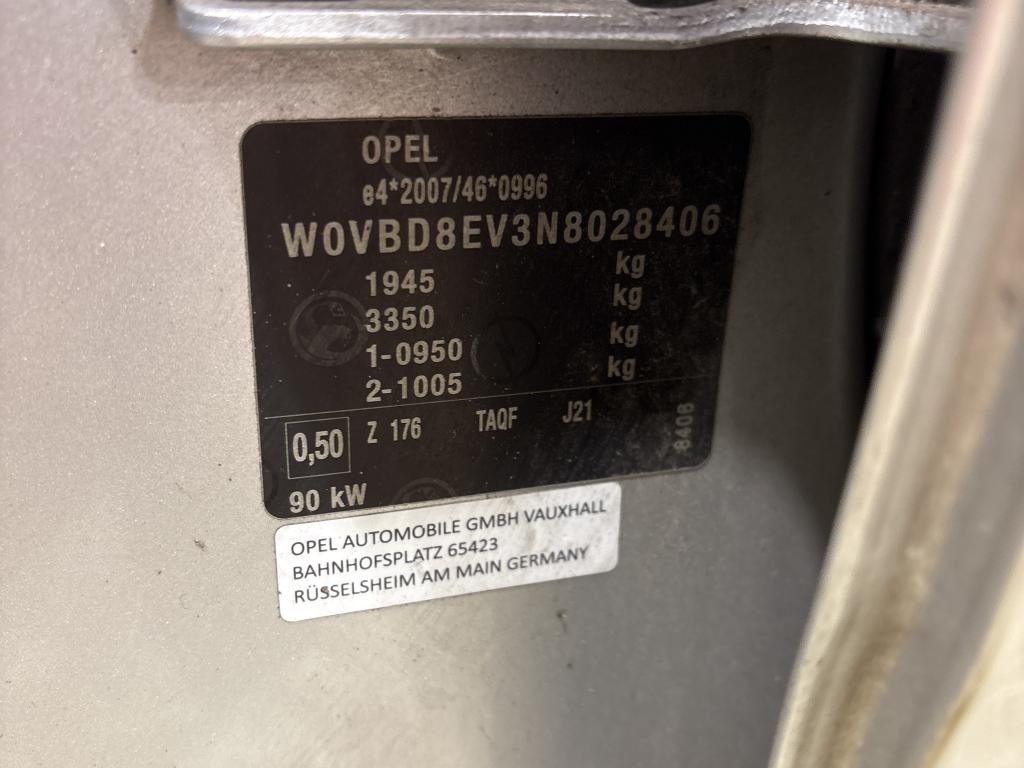 OPEL
e4*2007/46*0996
W0VBD8EV3N8028406
1945 kg
3350 kg
1-0950 kg
2-1005 kg
0,50 Z 176 TAQF J21 8406
90 kW
OPEL AUTOMOBILE GMBH VAUXHALL
BAHNHOFSPLATZ 65423
RÜSSELSHEIM AM MAIN GERMANY